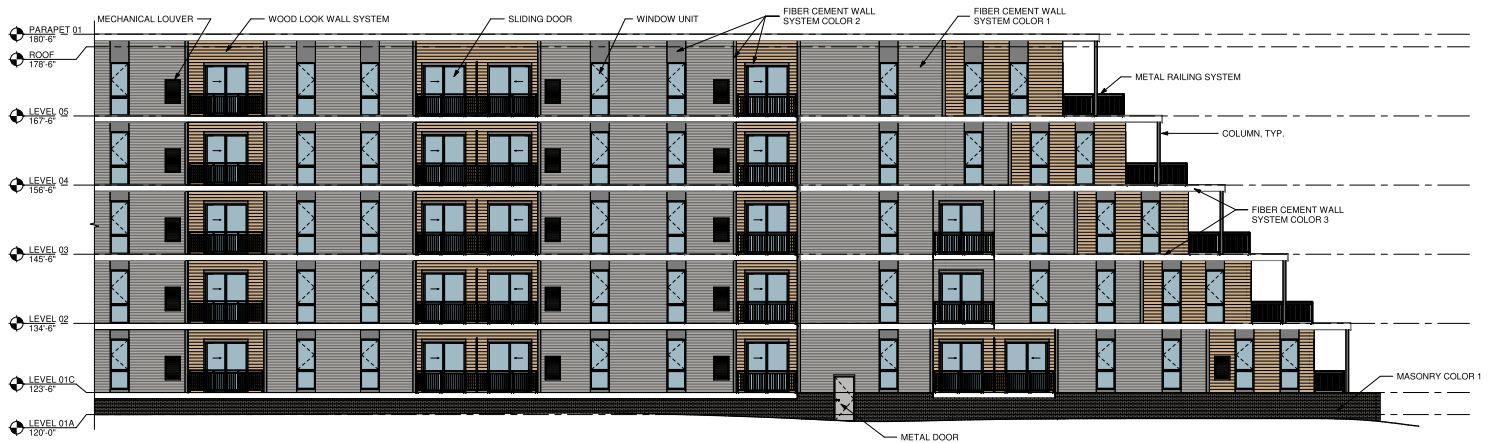 MECHANICAL LOUVER
WOOD LOOK WALL SYSTEM
SLIDING DOOR
WINDOW UNIT
FIBER CEMENT WALL
SYSTEM COLOR 2
FIBER CEMENT WALL
SYSTEM COLOR 1
PARAPET 01
180'-6"
ROOF
178'-6"
METAL RAILING SYSTEM
LEVEL 05
167'-6"
COLUMN, TYP.
LEVEL 04
156'-6"
FIBER CEMENT WALL
SYSTEM COLOR 3
LEVEL 03
145'-6"
LEVEL 02
134'-6"
LEVEL 01C
123'-6"
MASONRY COLOR 1
LEVEL 01A
120'-0"
METAL DOOR